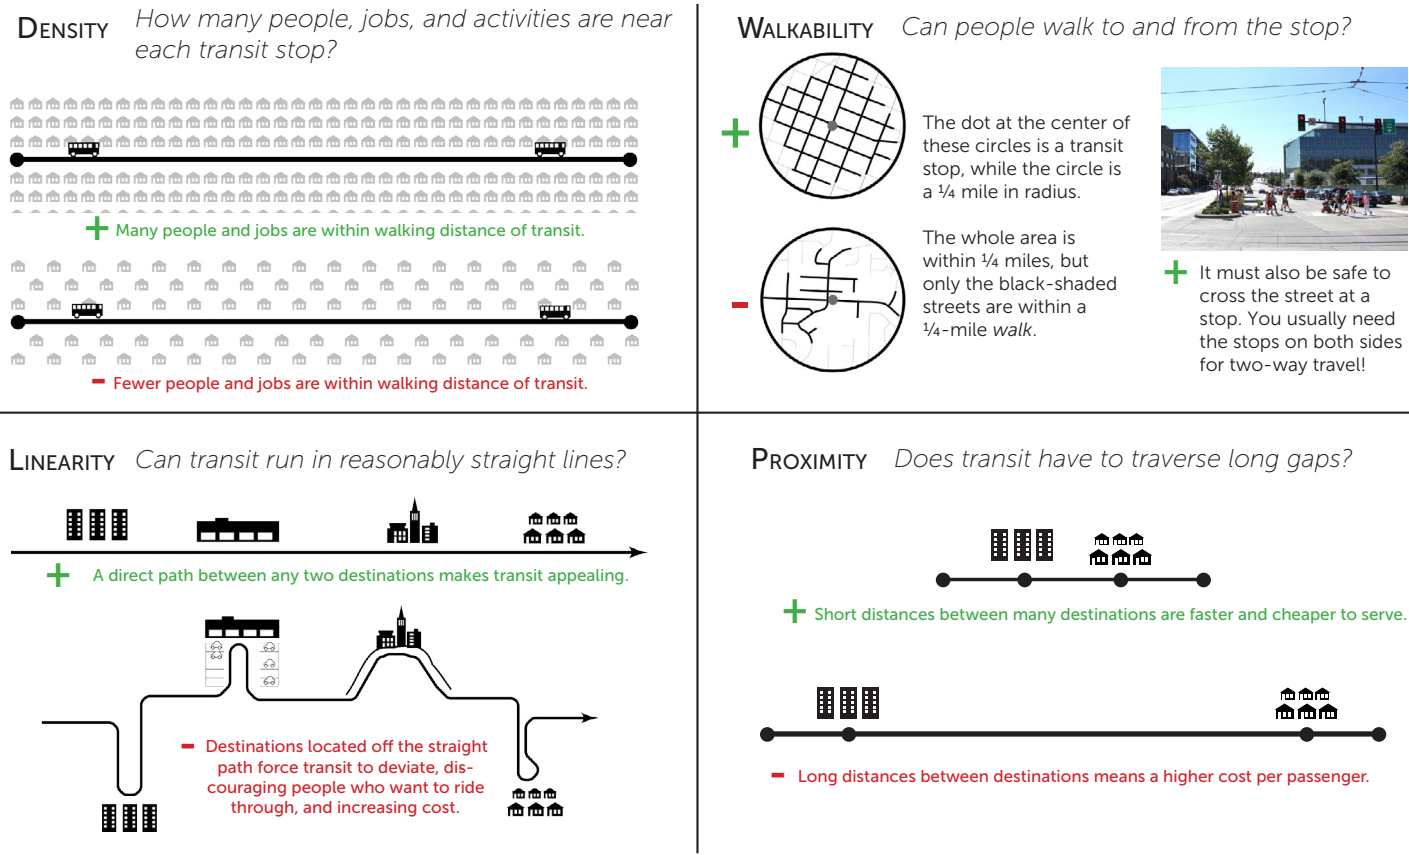 DENSITY How many people, jobs, and activities are near
each transit stop?
+ Many people and jobs are within walking distance of transit.
- Fewer people and jobs are within walking distance of transit.
WALKABILITY Can people walk to and from the stop?
+
The dot at the center of
these circles is a transit
stop, while the circle is
a ¼ mile in radius.
-
The whole area is
within ¼ miles, but
only the black-shaded
streets are within a
¼-mile walk.
+ It must also be safe to
cross the street at a
stop. You usually need
the stops on both sides
for two-way travel!
LINEARITY Can transit run in reasonably straight lines?
+ A direct path between any two destinations makes transit appealing.
- Destinations located off the straight
path force transit to deviate, dis-
couraging people who want to ride
through, and increasing cost.
PROXIMITY Does transit have to traverse long gaps?
+ Short distances between many destinations are faster and cheaper to serve.
- Long distances between destinations means a higher cost per passenger.